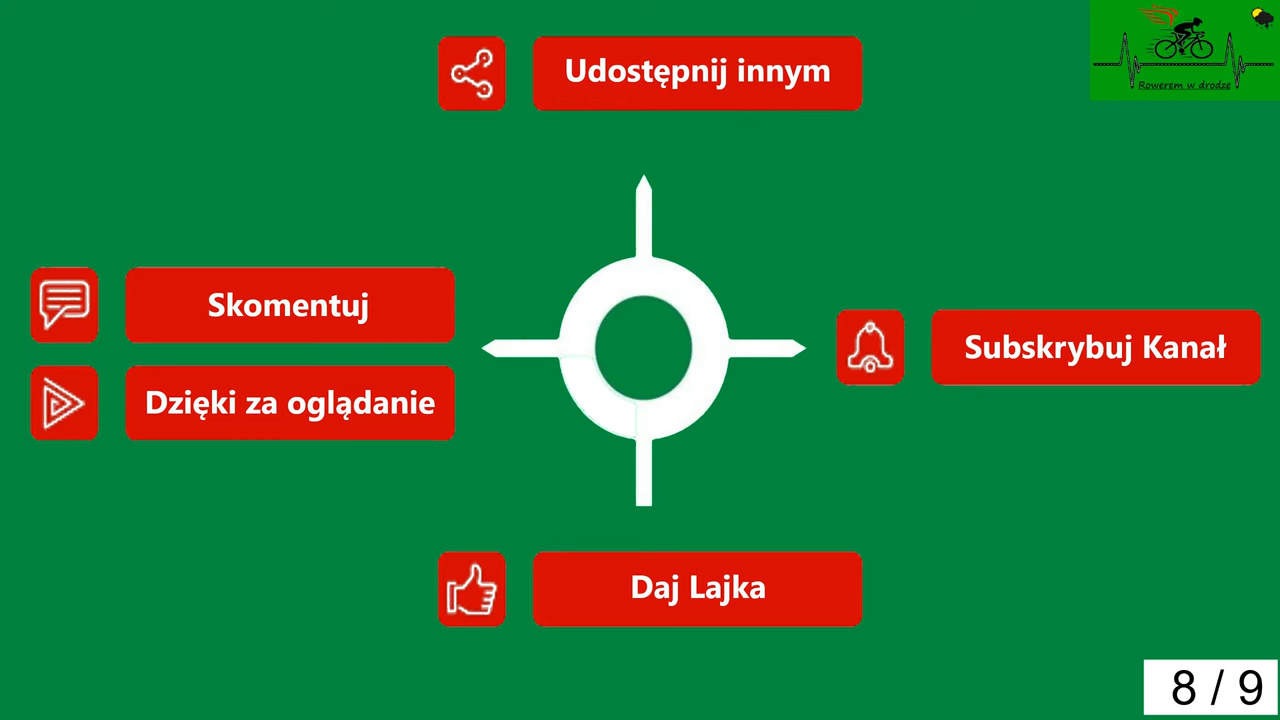 Udostępnij innym
Rowerem w drodze
Skomentuj
Subskrybuj Kanał
Dzięki za oglądanie
Daj Lajka
8 / 9